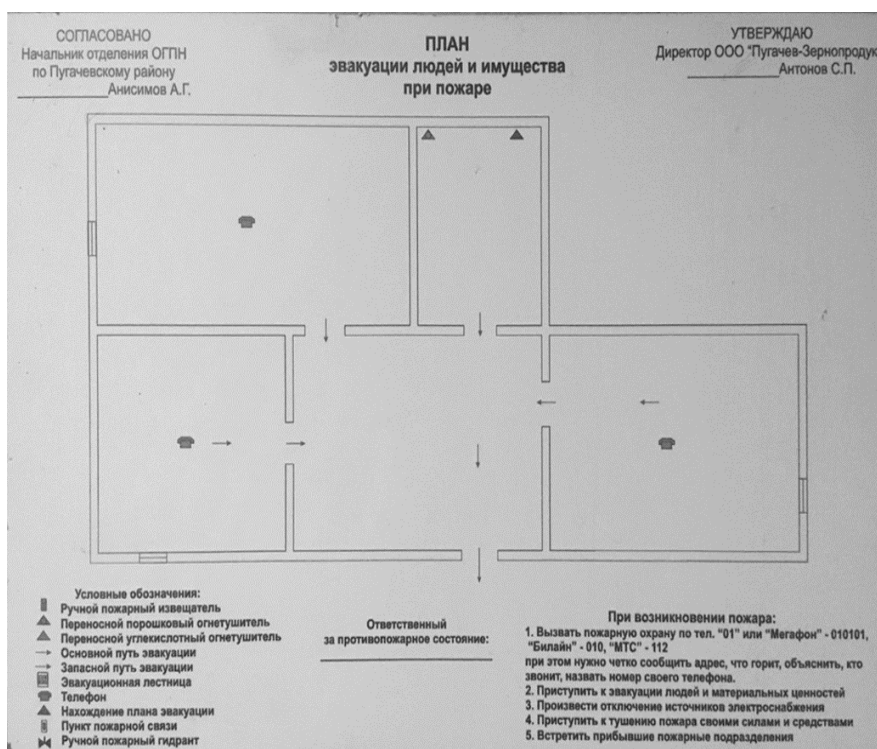 СОГЛАСОВАНО
Начальник отделения ОГПН
по Пугачевскому району
Анисимов А.Г.
ПЛАН
эвакуации людей и имущества
при пожаре
УТВЕРЖДАЮ
Директор ООО "Пугачев-Зернопродук
Антонов С.П.
Условные обозначения:
Ручной пожарный извещатель
Переносной порошковый огнетушитель
Переносной углекислотный огнетушитель
Основной путь эвакуации
Запасной путь эвакуации
Эвакуационная лестница
Телефон
Нахождение плана эвакуации
Пункт пожарной связи
Ручной пожарный гидрант
Ответственный
за противопожарное состояние:
При возникновении пожара:
1. Вызвать пожарную охрану по тел. "01" или "Мегафон" - 010101,
"Билайн" - 010, "МТС" - 112
при этом нужно четко сообщить адрес, что горит, объяснить, кто
звонит, назвать номер своего телефона.
2. Приступить к эвакуации людей и материальных ценностей
3. Произвести отключение источников электроснабжения
4. Приступить к тушению пожара своими силами и средствами
5. Встретить прибывшие пожарные подразделения